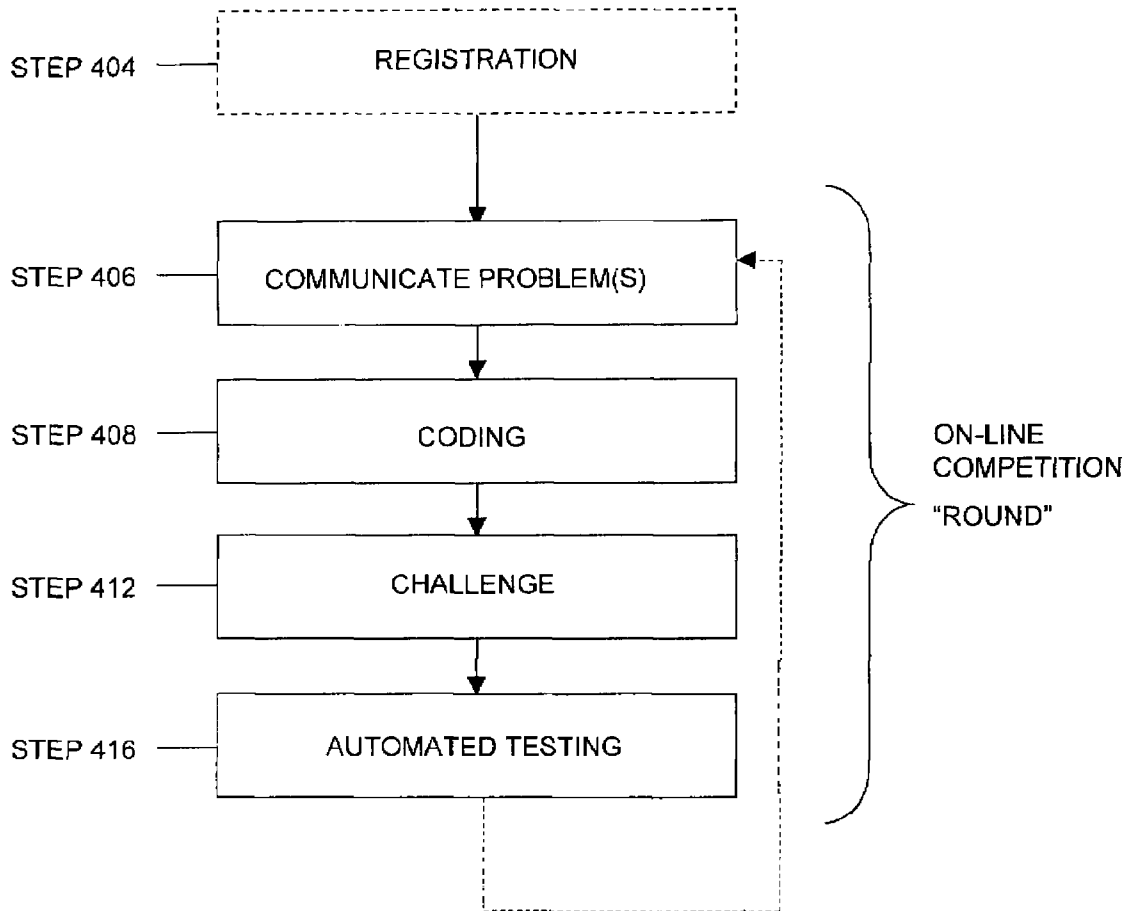 STEP 404
REGISTRATION
STEP 406
COMMUNICATE PROBLEM(S)
STEP 408
CODING
ON-LINE
COMPETITION
"ROUND"
STEP 412
CHALLENGE
STEP 416
AUTOMATED TESTING